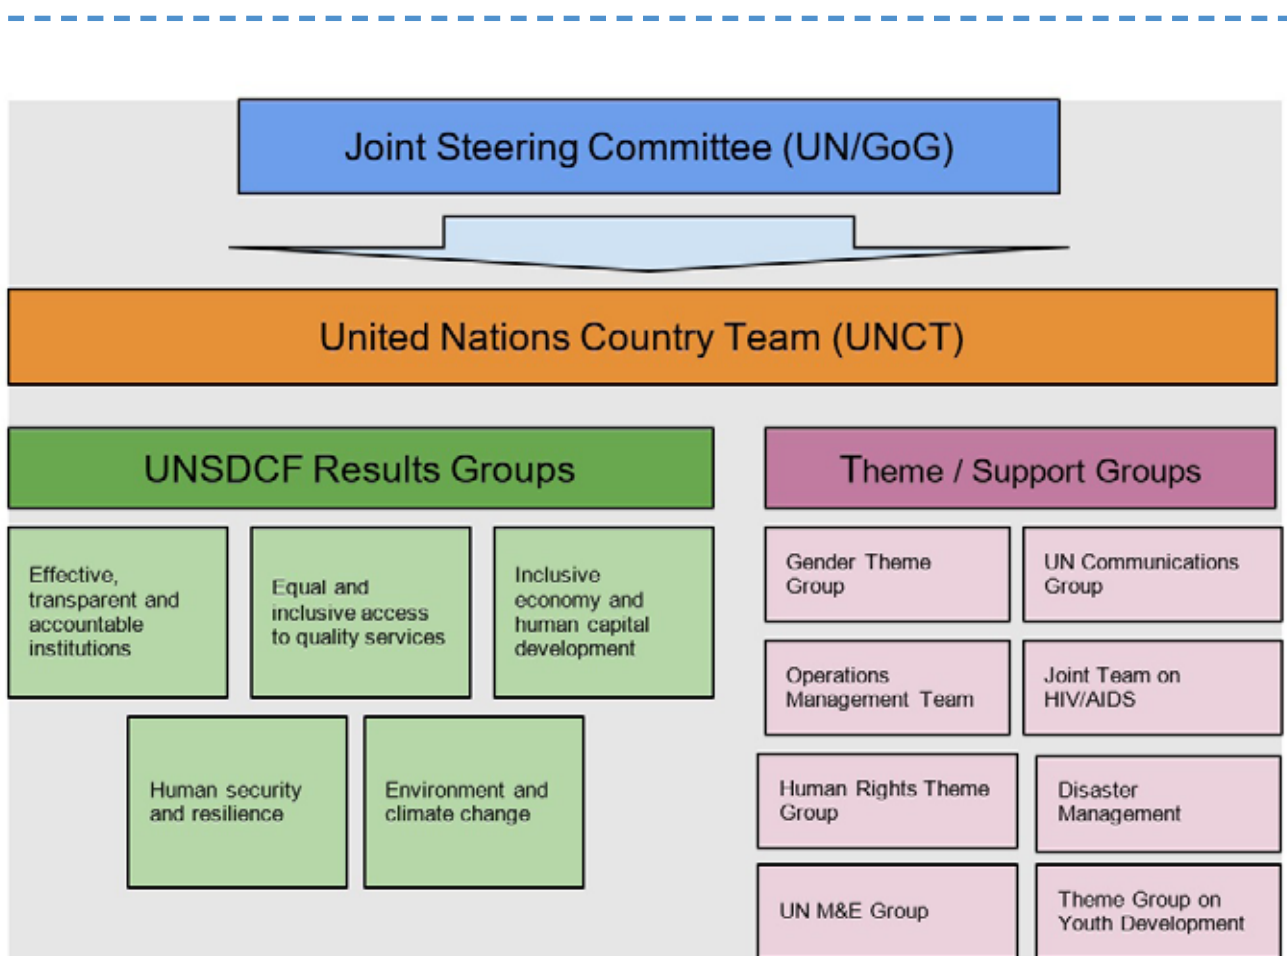 Joint Steering Committee (UN/GoG)
United Nations Country Team (UNCT)
UNSDCF Results Groups
Effective,
transparent and
accountable
institutions
Equal and
inclusive access
to quality services
Inclusive
economy and
human capital
development
Human security
and resilience
Environment and
climate change
Theme / Support Groups
Gender Theme
Group
UN Communications
Group
Operations
Management Team
Joint Team on
HIV/AIDS
Human Rights Theme
Group
Disaster
Management
UN M&E Group
Theme Group on
Youth Development